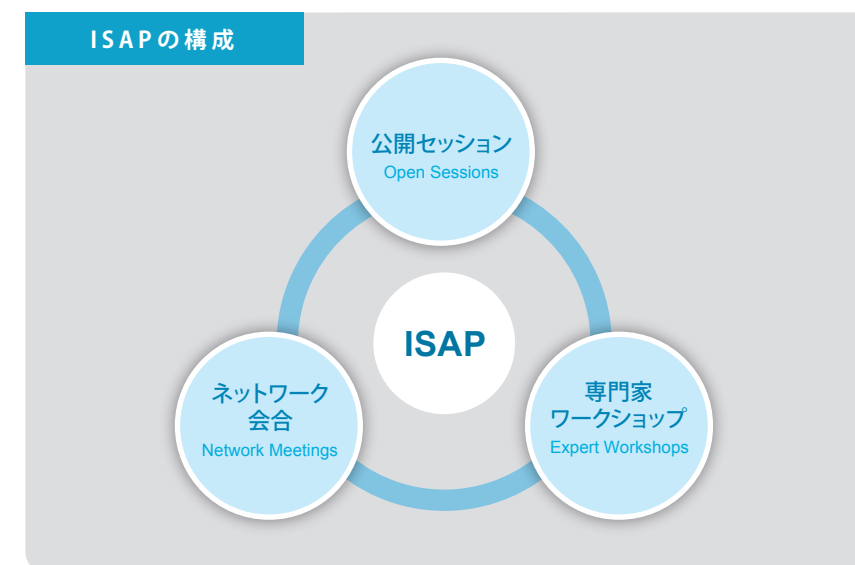 ISAPの構成
公開セッション
Open Sessions
ISAP
ネットワーク
会合
Network Meetings
専門家
ワークショップ
Expert Workshops